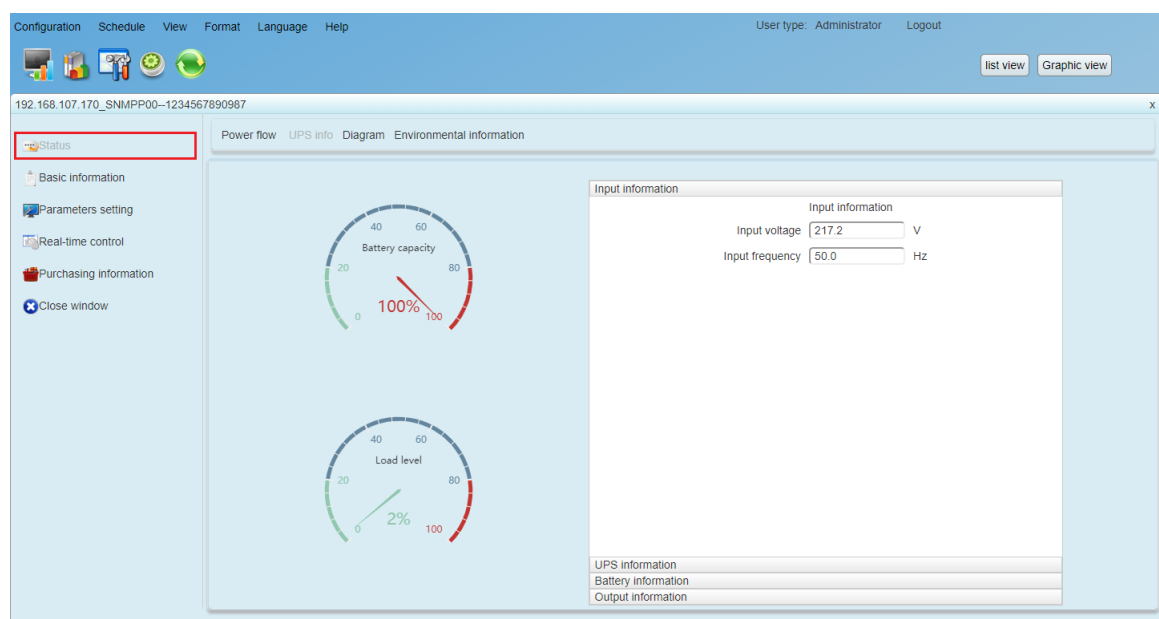 Configuration Schedule View Format Language Help User type: Administrator Logout
list view Graphic view
192.168.107.170_SNMPP00--1234567890987 x
Status
Basic information
Parameters setting
Real-time control
Purchasing information
Close window
Power flow UPS info Diagram Environmental information
40 60
Battery capacity
20 80
100%
0 100
40 60
Load level
20 80
2%
0 100
Input information
Input information
Input voltage 217.2 V
Input frequency 50.0 Hz
UPS information
Battery information
Output information